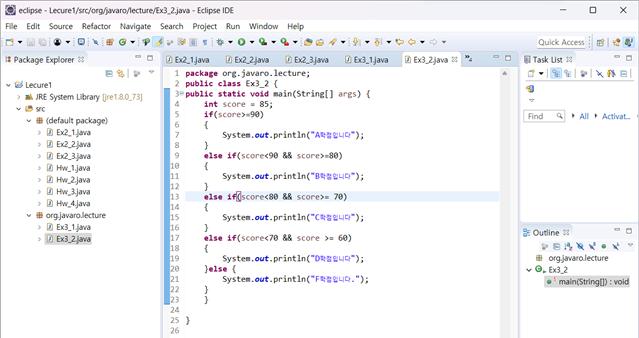 eclipse - Lecure1/src/org/javaro/lecture/Ex3_2.java - Eclipse IDE
File Edit Source Refactor Navigate Search Project Run Window Help
Quick Access
Package Explorer
Lecure1
JRE System Library [jre1.8.0_73]
src
(default package)
Ex2_1.java
Ex2_2.java
Ex2_3.java
Hw_1.java
Hw_2.java
Hw_3.java
Hw_4.java
org.javaro.lecture
Ex3_1.java
Ex3_2.java
Ex2_1.java Ex2_2.java Ex2_3.java Ex3_1.java Ex3_2.java
1 package org.javaro.lecture;
2 public class Ex3_2 {
3 public static void main(String[] args) {
4 int score = 85;
5 if(score>=90)
6 {
7 System.out.println("A학점입니다");
8 }
9 else if(score<90 && score>=80)
10 {
11 System.out.println("B학점입니다");
12 }
13 else if(score<80 && score>= 70)
14 {
15 System.out.println("C학점입니다");
16 }
17 else if(score<70 && score >= 60)
18 {
19 System.out.println("D학점입니다");
20 }else {
21 System.out.println("F학점입니다.");
22 }
23 }
24
25 }
26
Task List
Find All Activat...
Outline
org.javaro.lecture
Ex3_2
main(String[]) : void